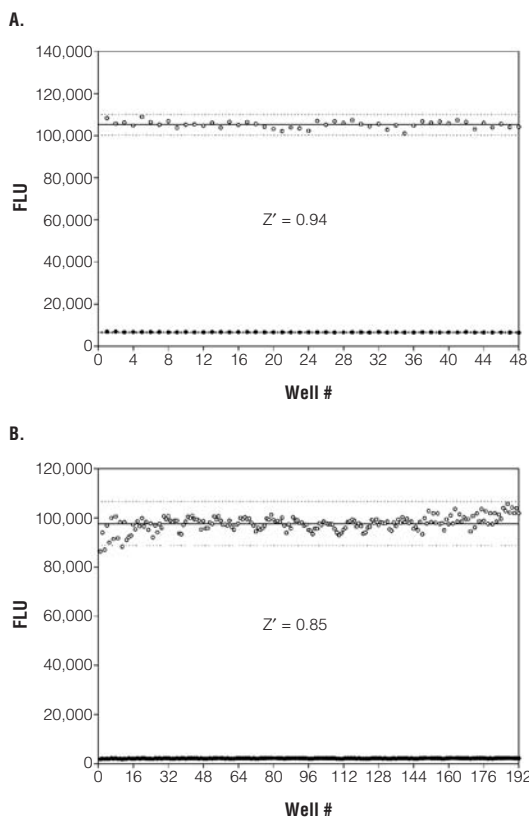 A.
140,000
120,000
100,000
80,000
60,000
40,000
20,000
0
FLU
Z′ = 0.94
0 4 8 12 16 20 24 28 32 36 40 44 48
Well #
B.
120,000
100,000
80,000
60,000
40,000
20,000
0
FLU
Z′ = 0.85
0 16 32 48 64 80 96 112 128 144 160 176 192
Well #